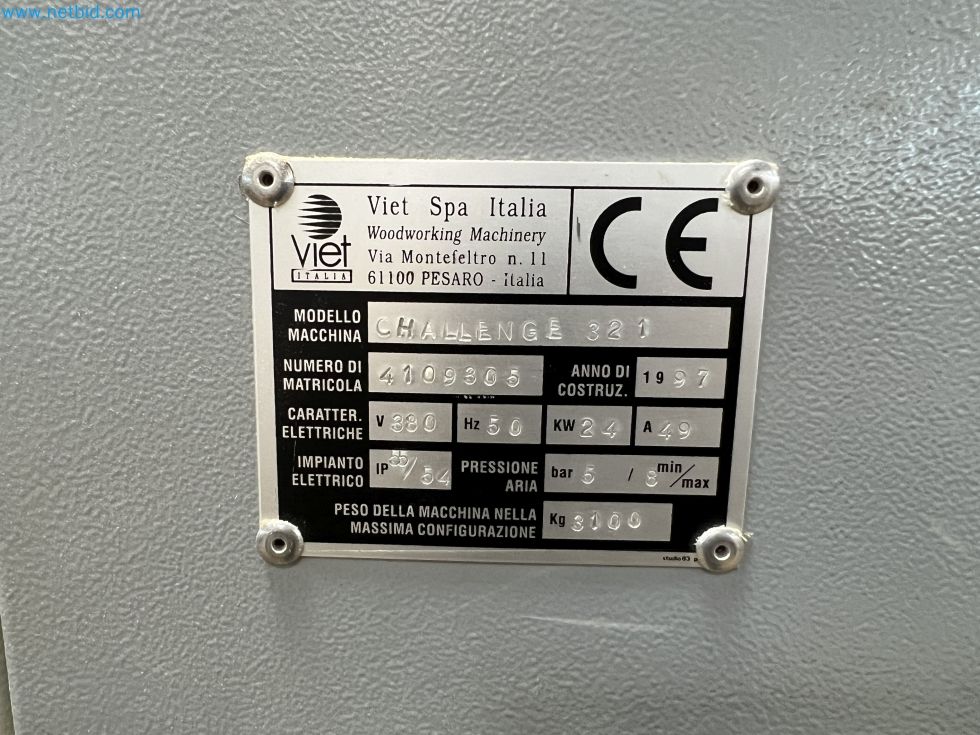 www.netbid.com
Viet Spa Italia
Woodworking Machinery
Via Montefeltro n. 11
61100 PESARO - Italia
Viet
ITALIA
CE
MODELLO
MACCHINA
CHALLENGE 321
NUMERO DI
MATRICOLA
4109305
ANNO DI
COSTRUZ.
1997
CARATTER.
ELETTRICHE
V 380
Hz 50
KW 24
A 49
IMPIANTO
ELETTRICO
IP 55/54
PRESSIONE
ARIA
bar 5 / 8 min/max
PESO DELLA MACCHINA NELLA
MASSIMA CONFIGURAZIONE
Kg 3100
studio 83